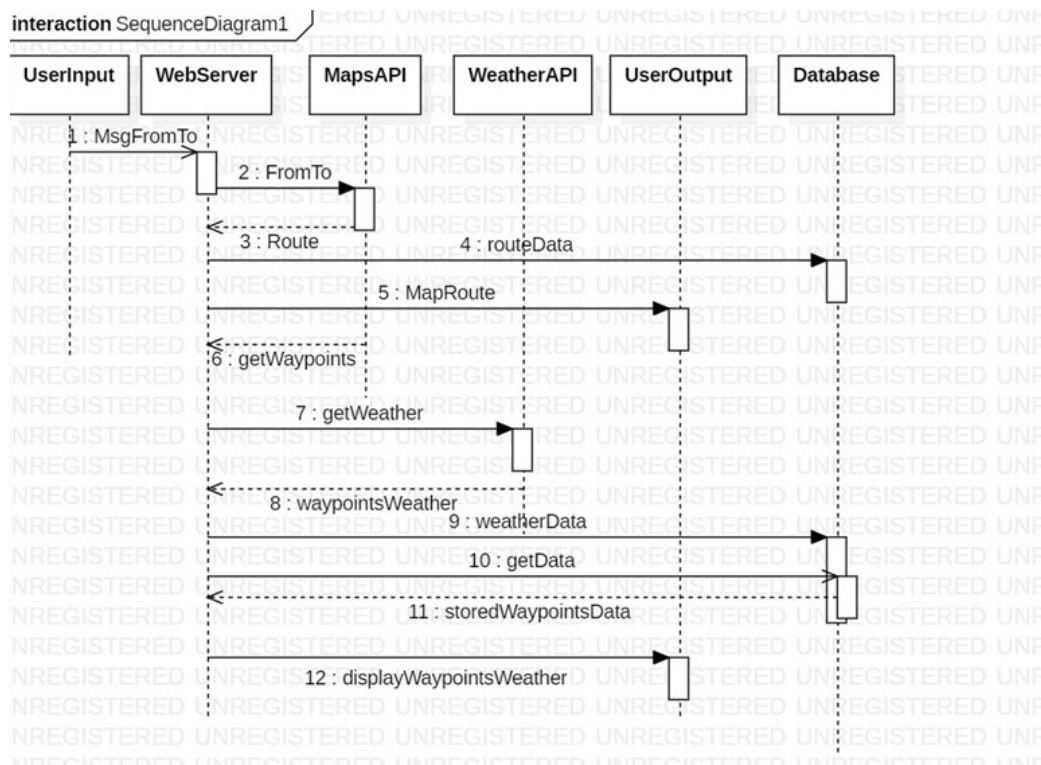 interaction SequenceDiagram1
UserInput WebServer MapsAPI WeatherAPI UserOutput Database
1 : MsgFromTo
2 : FromTo
3 : Route
4 : routeData
5 : MapRoute
6 : getWaypoints
7 : getWeather
8 : waypointsWeather
9 : weatherData
10 : getData
11 : storedWaypointsData
12 : displayWaypointsWeather
UNREGISTERED